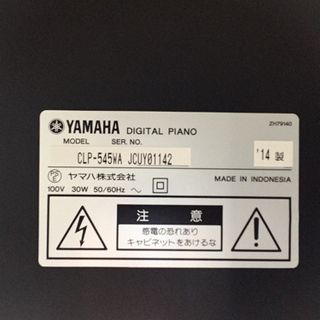 ZH79140
YAMAHA DIGITAL PIANO
MODEL SER. NO.
CLP-545WA JCUY01142 '14製
ヤマハ株式会社
100V 30W 50/60Hz MADE IN INDONESIA
注意
感電の恐れあり
キャビネットをあけるな